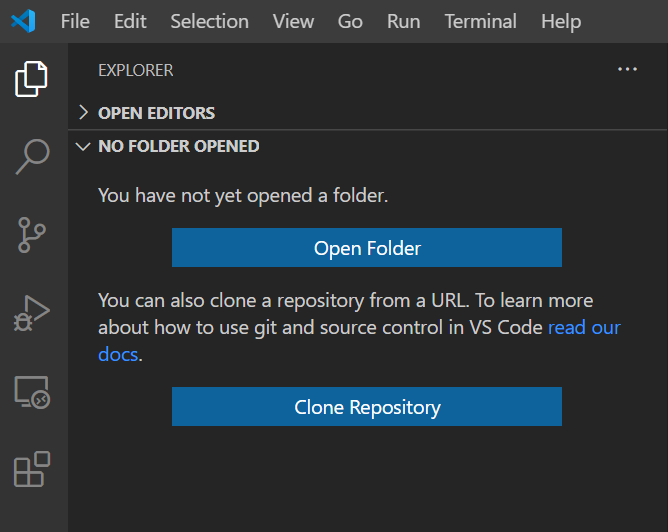 File Edit Selection View Go Run Terminal Help
EXPLORER
OPEN EDITORS
NO FOLDER OPENED
You have not yet opened a folder.
Open Folder
You can also clone a repository from a URL. To learn more
about how to use git and source control in VS Code read our
docs.
Clone Repository